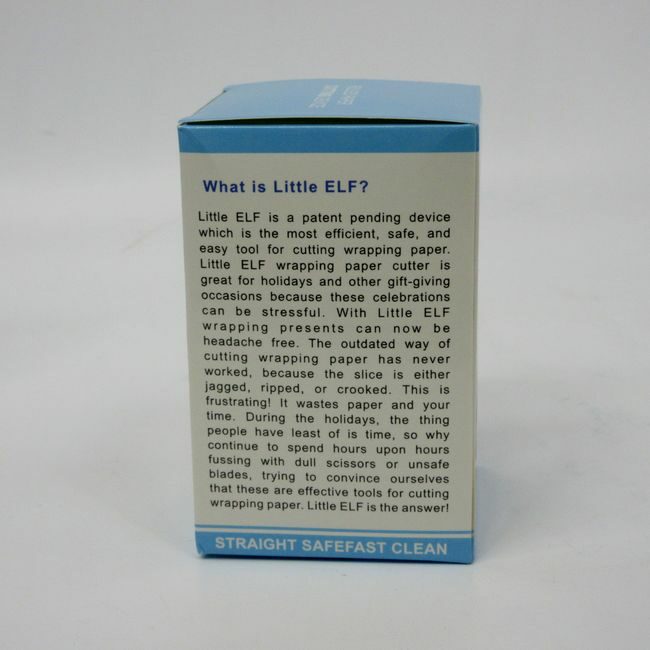 What is Little ELF?
Little ELF is a patent pending device
which is the most efficient, safe, and
easy tool for cutting wrapping paper.
Little ELF wrapping paper cutter is
great for holidays and other gift-giving
occasions because these celebrations
can be stressful. With Little ELF
wrapping presents can now be
headache free. The outdated way of
cutting wrapping paper has never
worked, because the slice is either
jagged, ripped, or crooked. This is
frustrating! It wastes paper and your
time. During the holidays, the thing
people have least of is time, so why
continue to spend hours upon hours
fussing with dull scissors or unsafe
blades, trying to convince ourselves
that these are effective tools for cutting
wrapping paper. Little ELF is the answer!
STRAIGHT SAFEFAST CLEAN